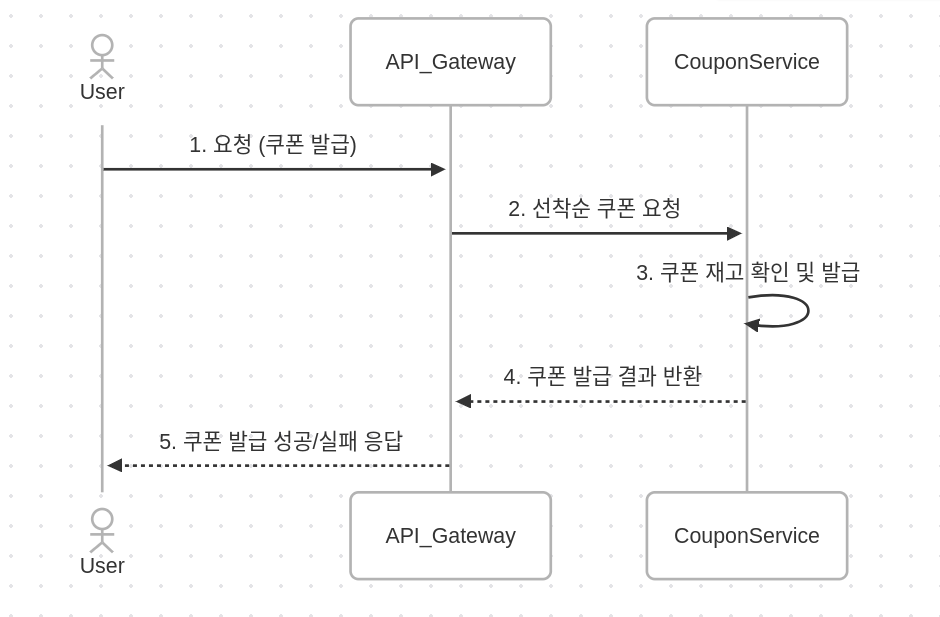 User
API_Gateway
CouponService
1. 요청 (쿠폰 발급)
2. 선착순 쿠폰 요청
3. 쿠폰 재고 확인 및 발급
4. 쿠폰 발급 결과 반환
5. 쿠폰 발급 성공/실패 응답
User
API_Gateway
CouponService